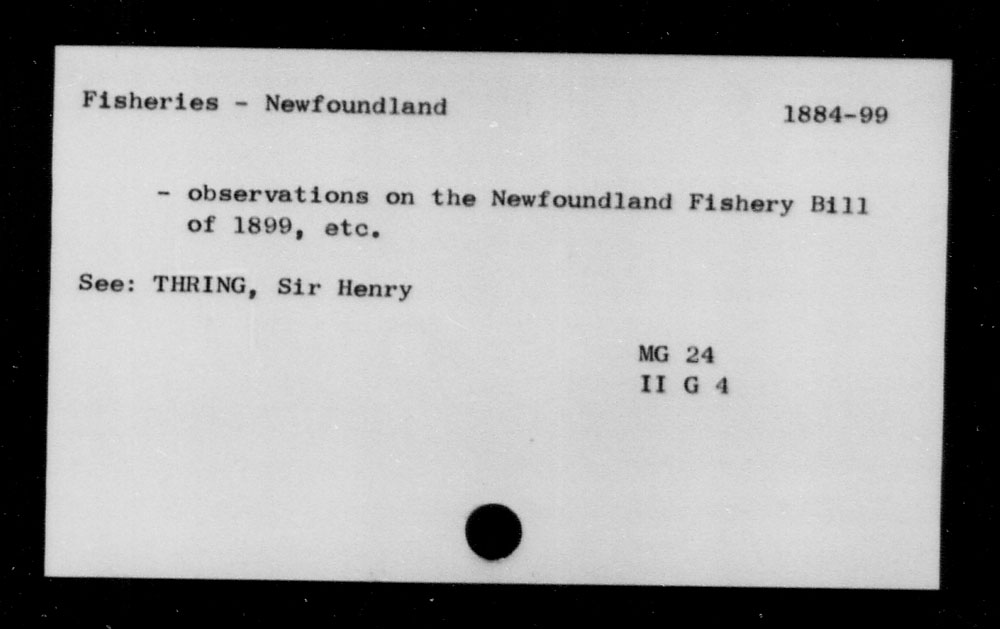 Fisheries - Newfoundland 1884-99
- observations on the Newfoundland Fishery Bill
of 1899, etc.
See: THRING, Sir Henry
MG 24
II G 4